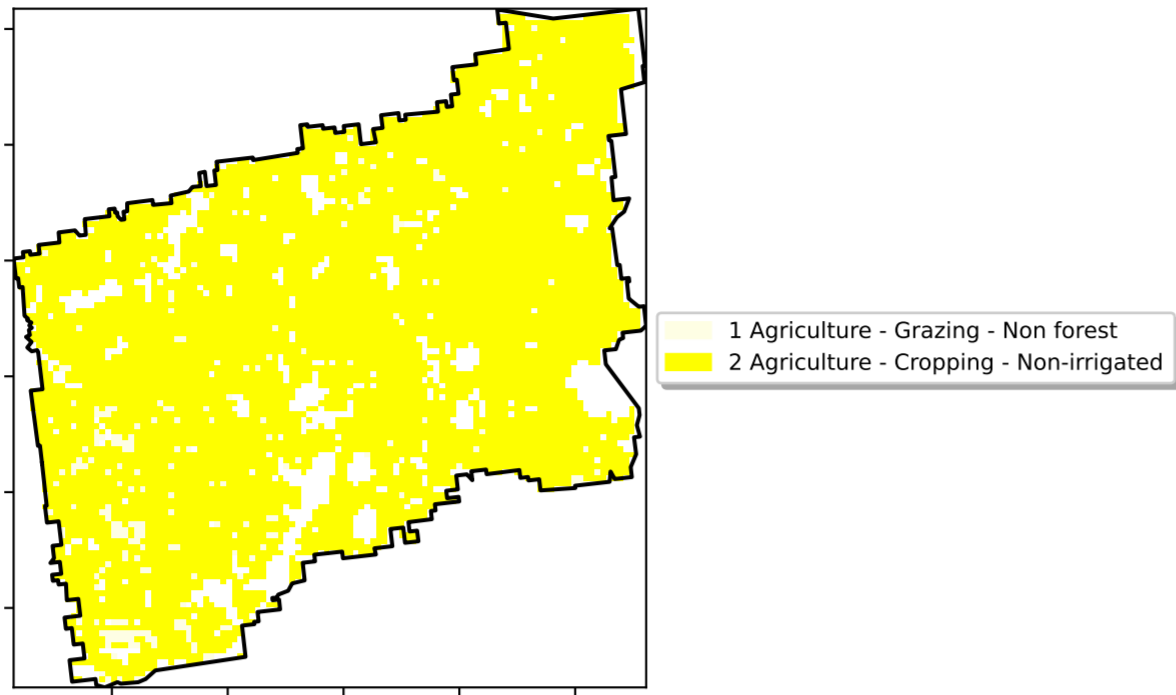 1 Agriculture - Grazing - Non forest
2 Agriculture - Cropping - Non-irrigated